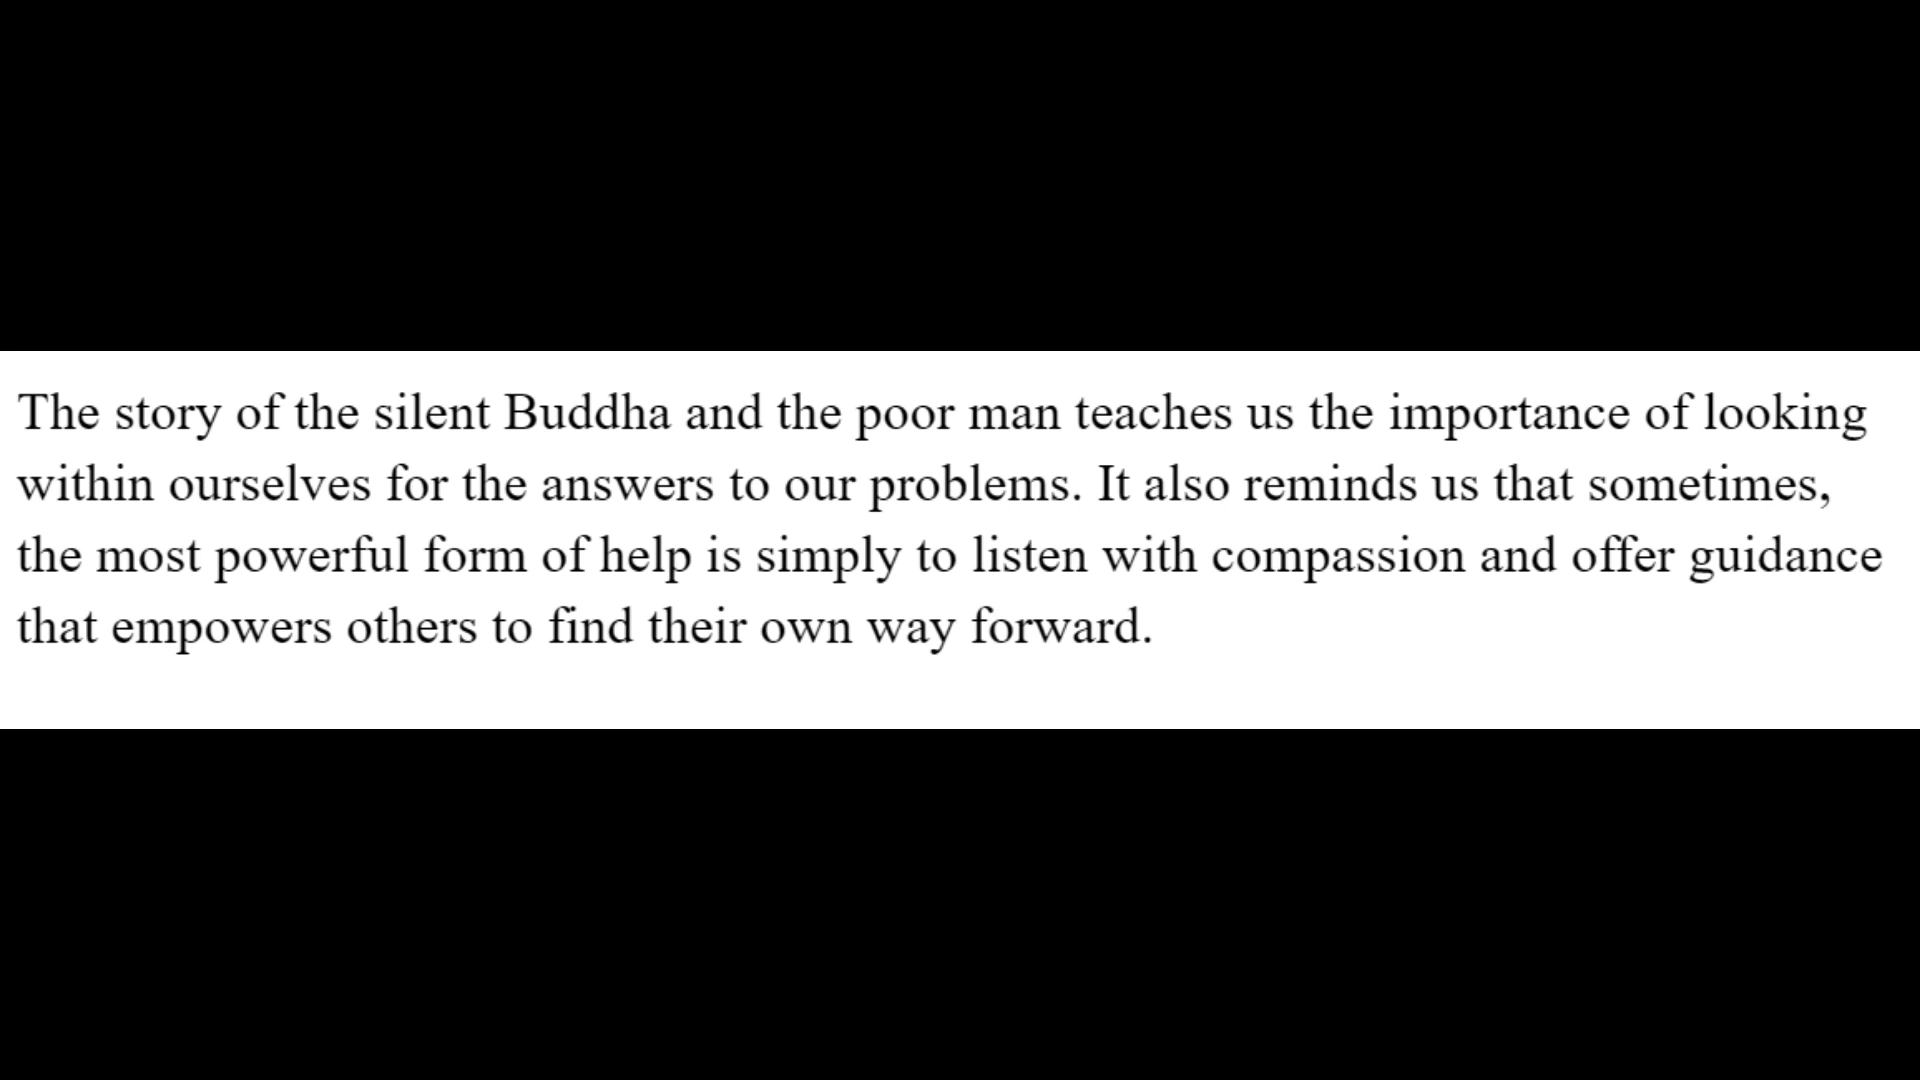 The story of the silent Buddha and the poor man teaches us the importance of looking
within ourselves for the answers to our problems. It also reminds us that sometimes,
the most powerful form of help is simply to listen with compassion and offer guidance
that empowers others to find their own way forward.